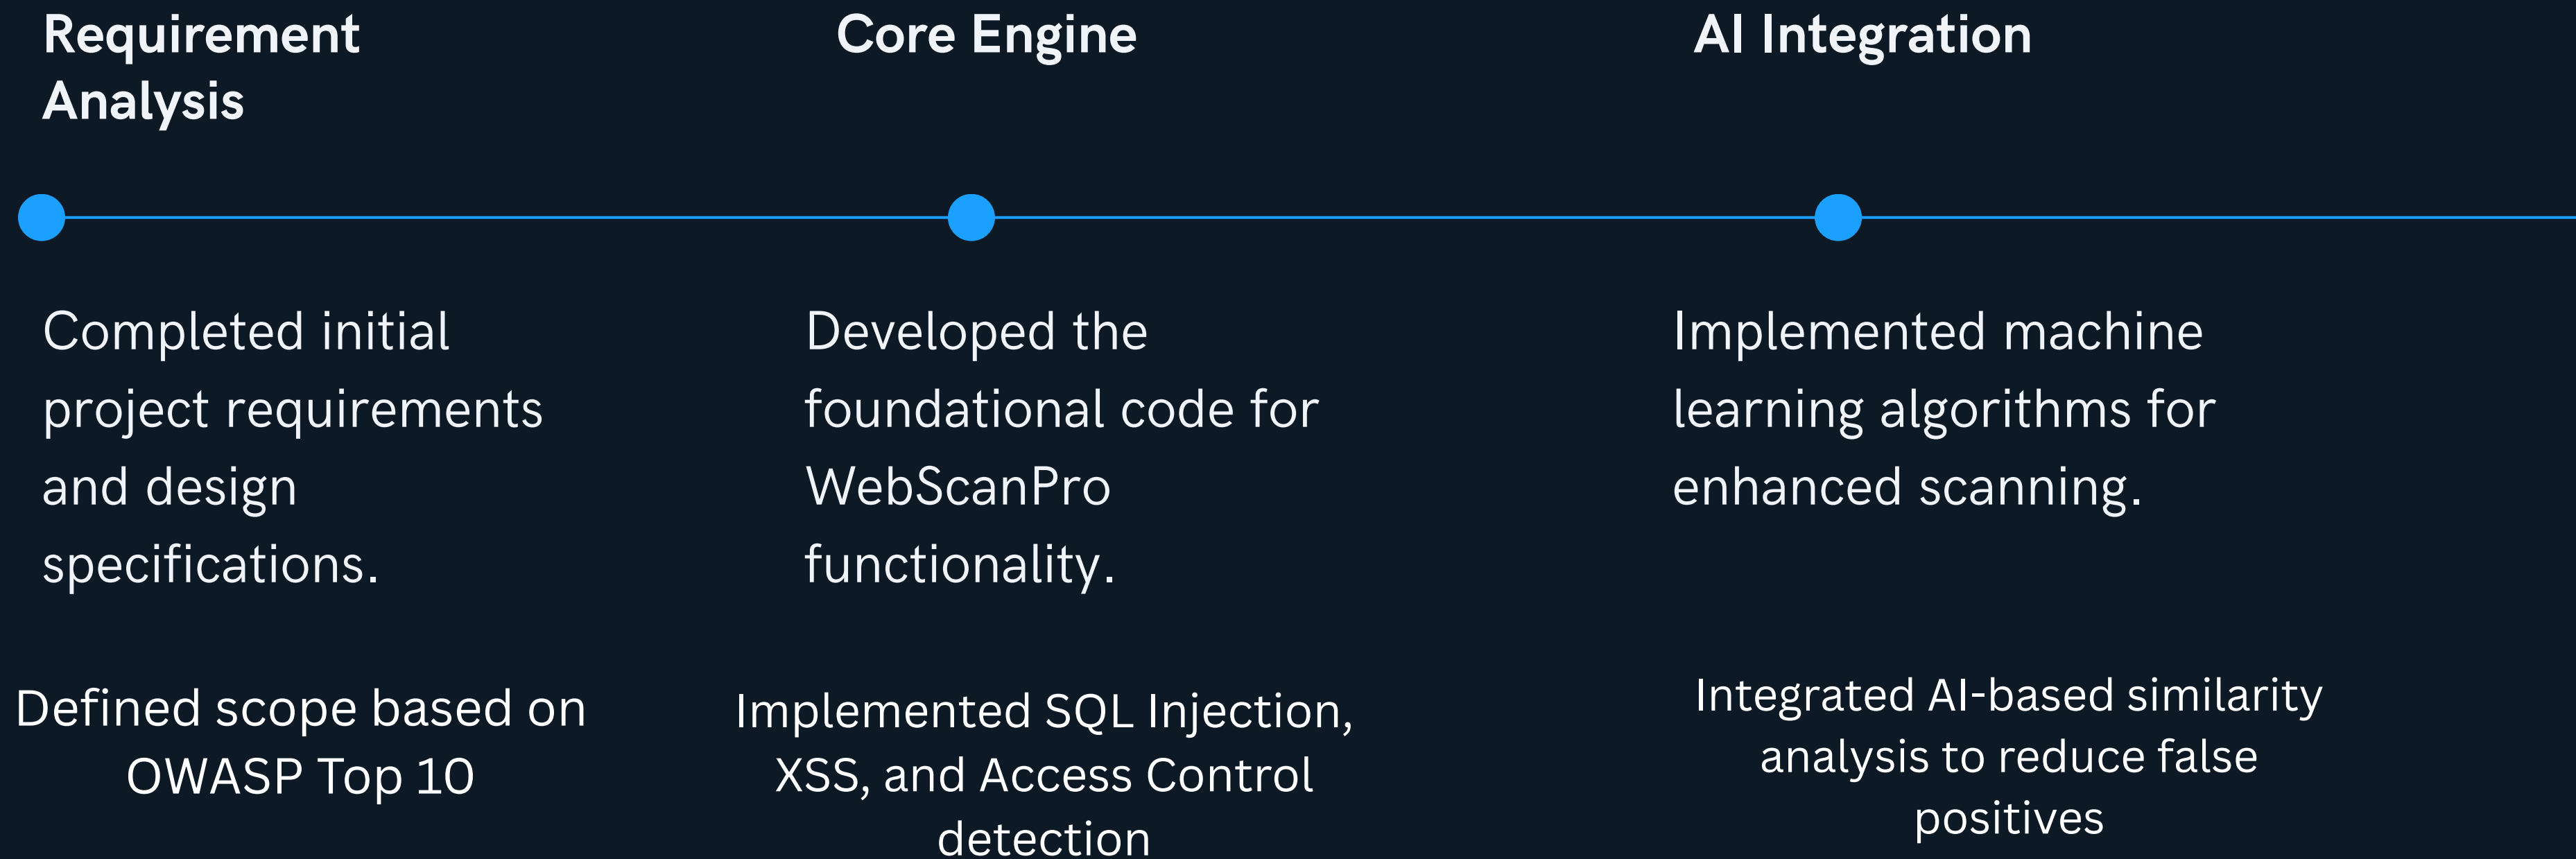 Requirement
Analysis
Core Engine
AI Integration
Completed initial
project requirements
and design
specifications.
Developed the
foundational code for
WebScanPro
functionality.
Implemented machine
learning algorithms for
enhanced scanning.
Defined scope based on
OWASP Top 10
Implemented SQL Injection,
XSS, and Access Control
detection
Integrated AI-based similarity
analysis to reduce false
positives